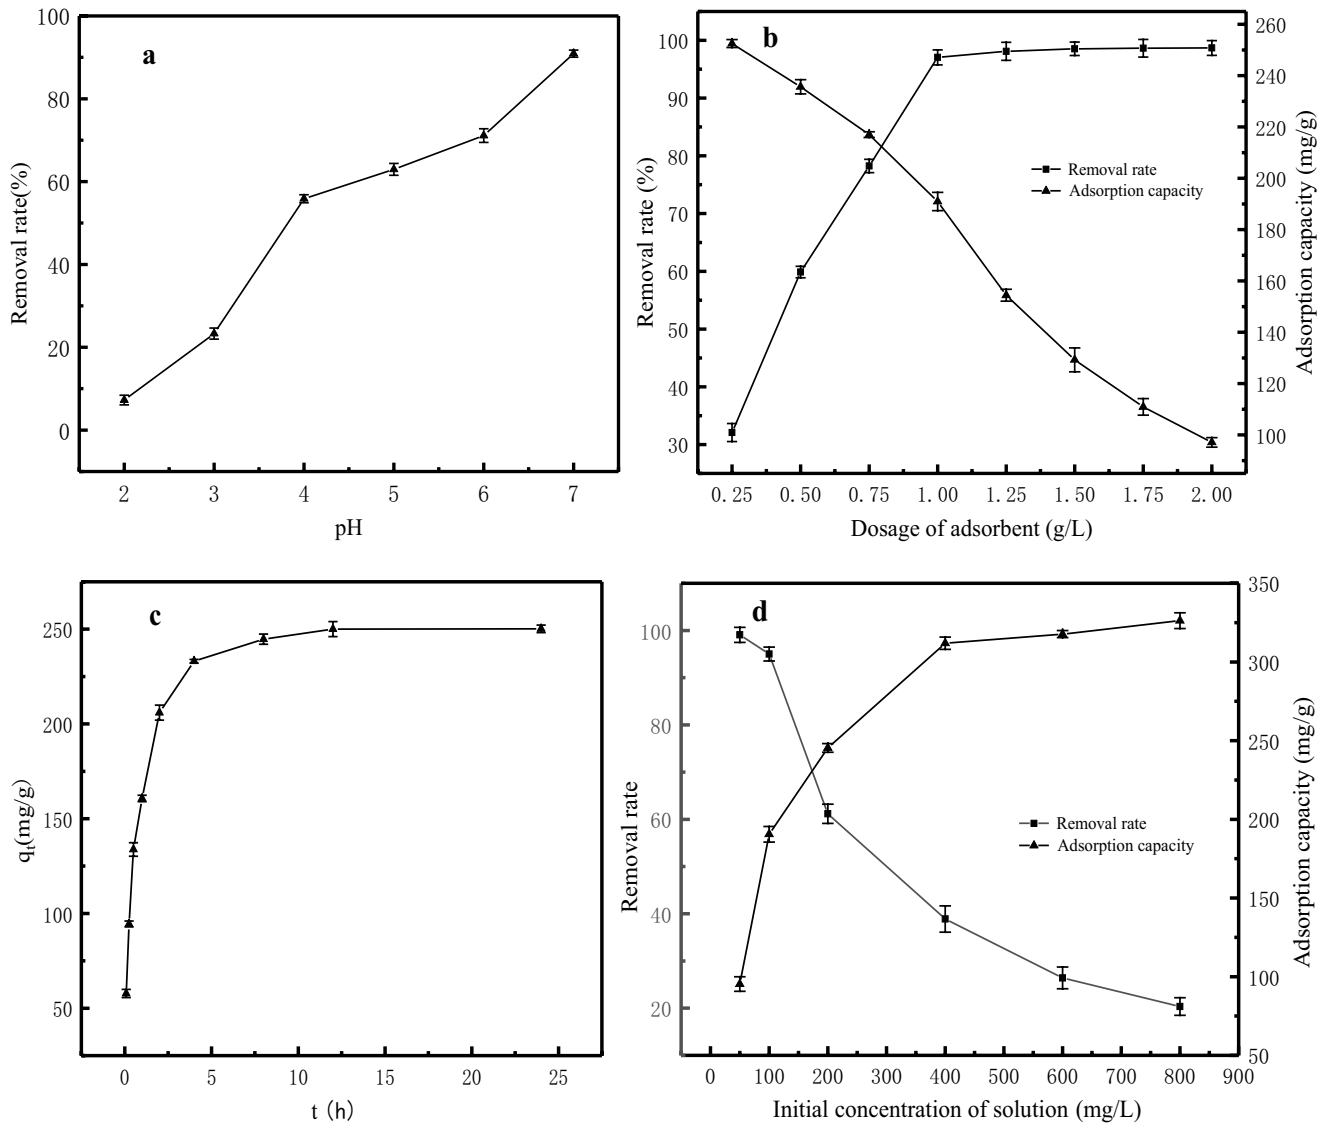 a
Removal rate(%)
100
80
60
40
20
0
2 3 4 5 6 7
pH
b
Removal rate (%)
100
90
80
70
60
50
40
30
Removal rate
Adsorption capacity
260
240
220
200
180
160
140
120
100
Adsorption capacity (mg/g)
0.25 0.50 0.75 1.00 1.25 1.50 1.75 2.00
Dosage of adsorbent (g/L)
c
qt(mg/g)
250
200
150
100
50
0 5 10 15 20 25
t (h)
d
Removal rate
100
80
60
40
20
Removal rate
Adsorption capacity
350
300
250
200
150
100
50
Adsorption capacity (mg/g)
0 100 200 300 400 500 600 700 800 900
Initial concentration of solution (mg/L)